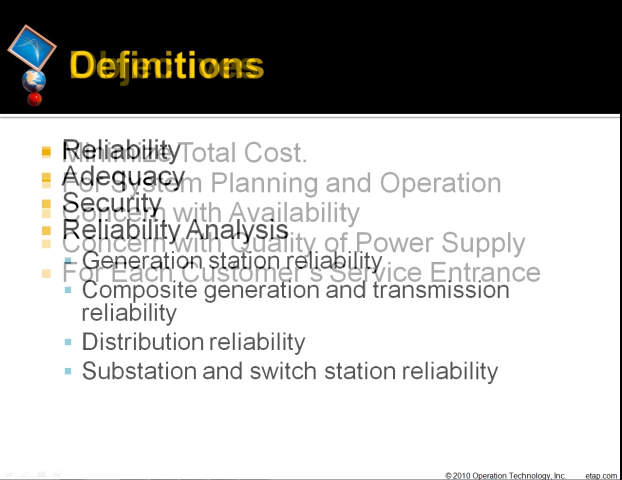 Definitions
Objectives
Reliability
Adequacy
Security
Reliability Analysis
Generation station reliability
Composite generation and transmission
reliability
Distribution reliability
Substation and switch station reliability
Minimize Total Cost.
For System Planning and Operation
Concern with Availability
Concern with Quality of Power Supply
For Each Customer's Service Entrance
©2010 Operation Technology, Inc. etap.com